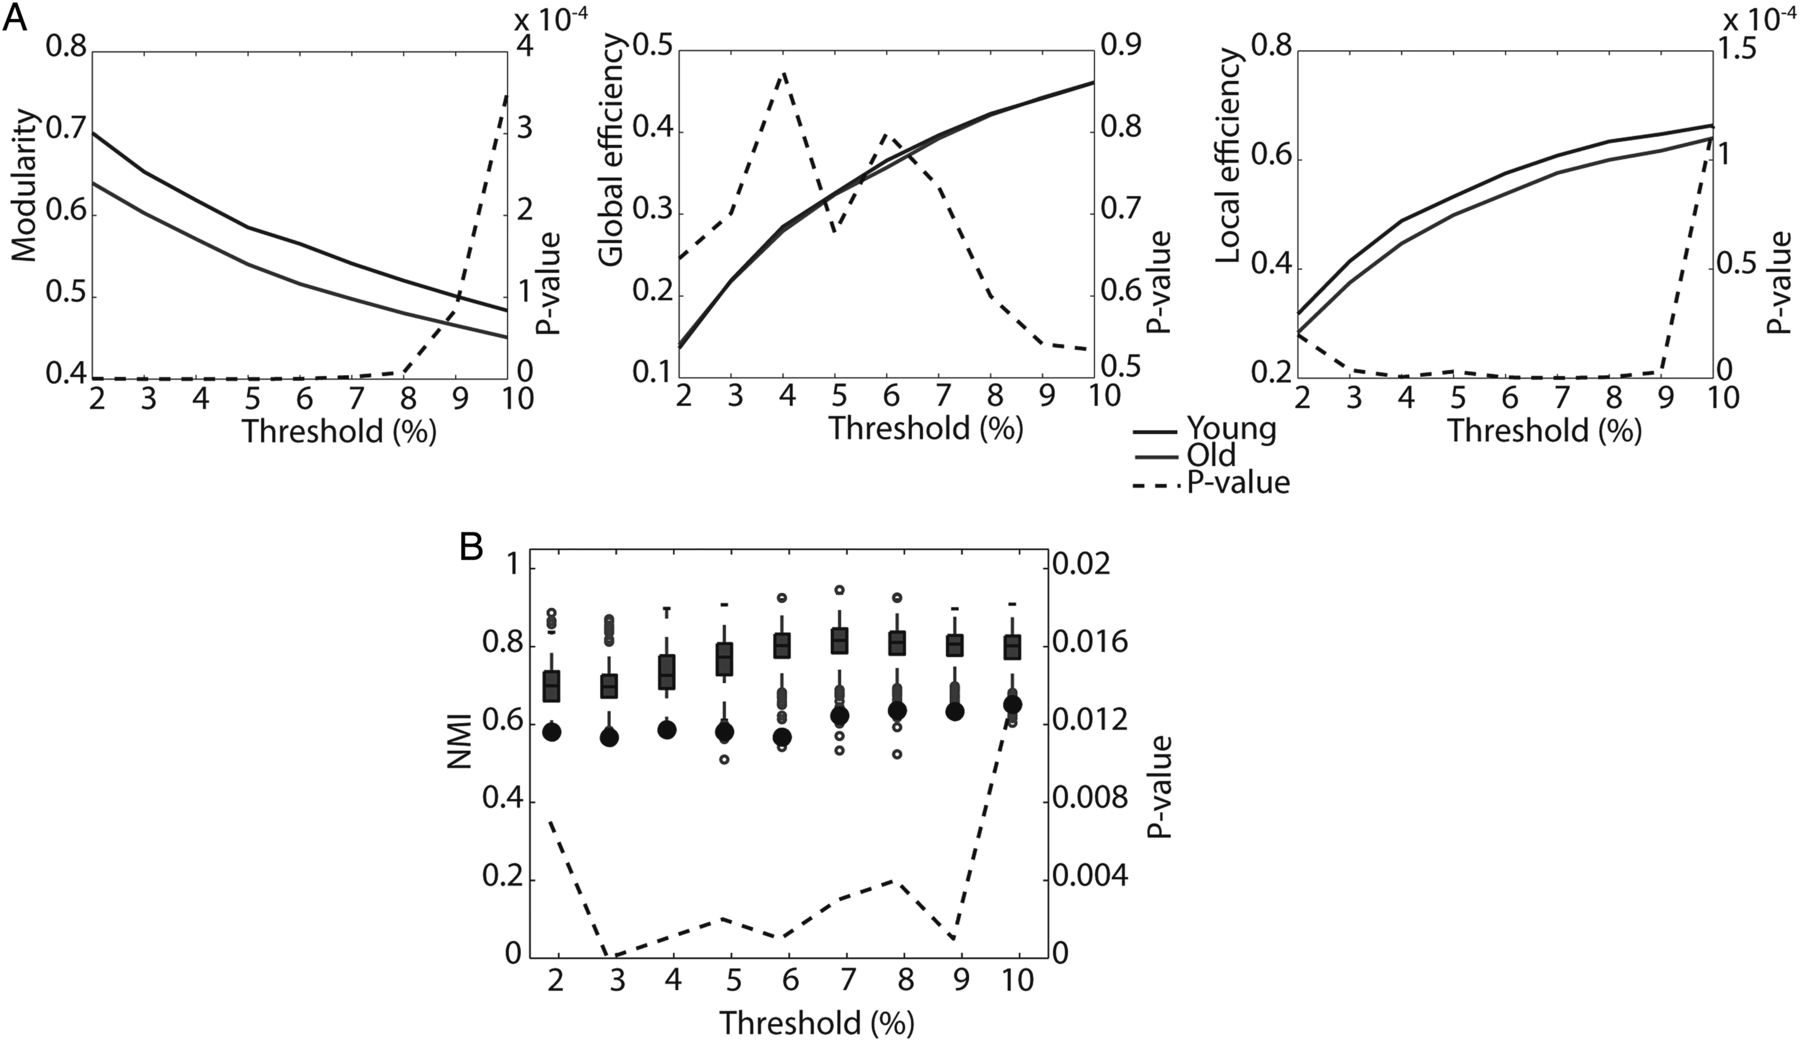 A
x 10-4
x 10-4
0.8
0.7
0.6
0.5
0.4
Modularity
4
3
2
1
0
P-value
2 3 4 5 6 7 8 9 10
Threshold (%)
0.5
0.4
0.3
0.2
0.1
Global efficiency
0.9
0.8
0.7
0.6
0.5
P-value
2 3 4 5 6 7 8 9 10
Threshold (%)
0.8
0.6
0.4
0.2
Local efficiency
1.5
1
0.5
0
P-value
2 3 4 5 6 7 8 9 10
Threshold (%)
Young
Old
P-value
B
1
0.8
0.6
0.4
0.2
0
NMI
0.02
0.016
0.012
0.008
0.004
0
P-value
2 3 4 5 6 7 8 9 10
Threshold (%)